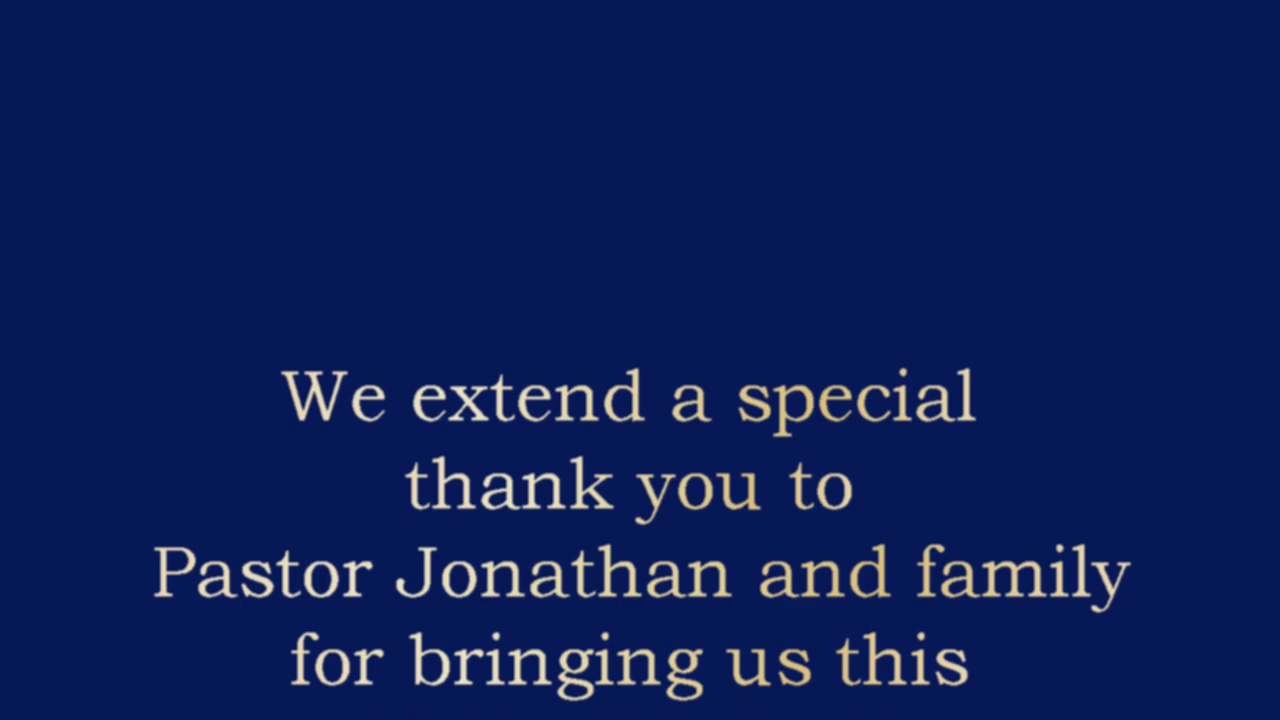 We extend a special
thank you to
Pastor Jonathan and family
for bringing us this